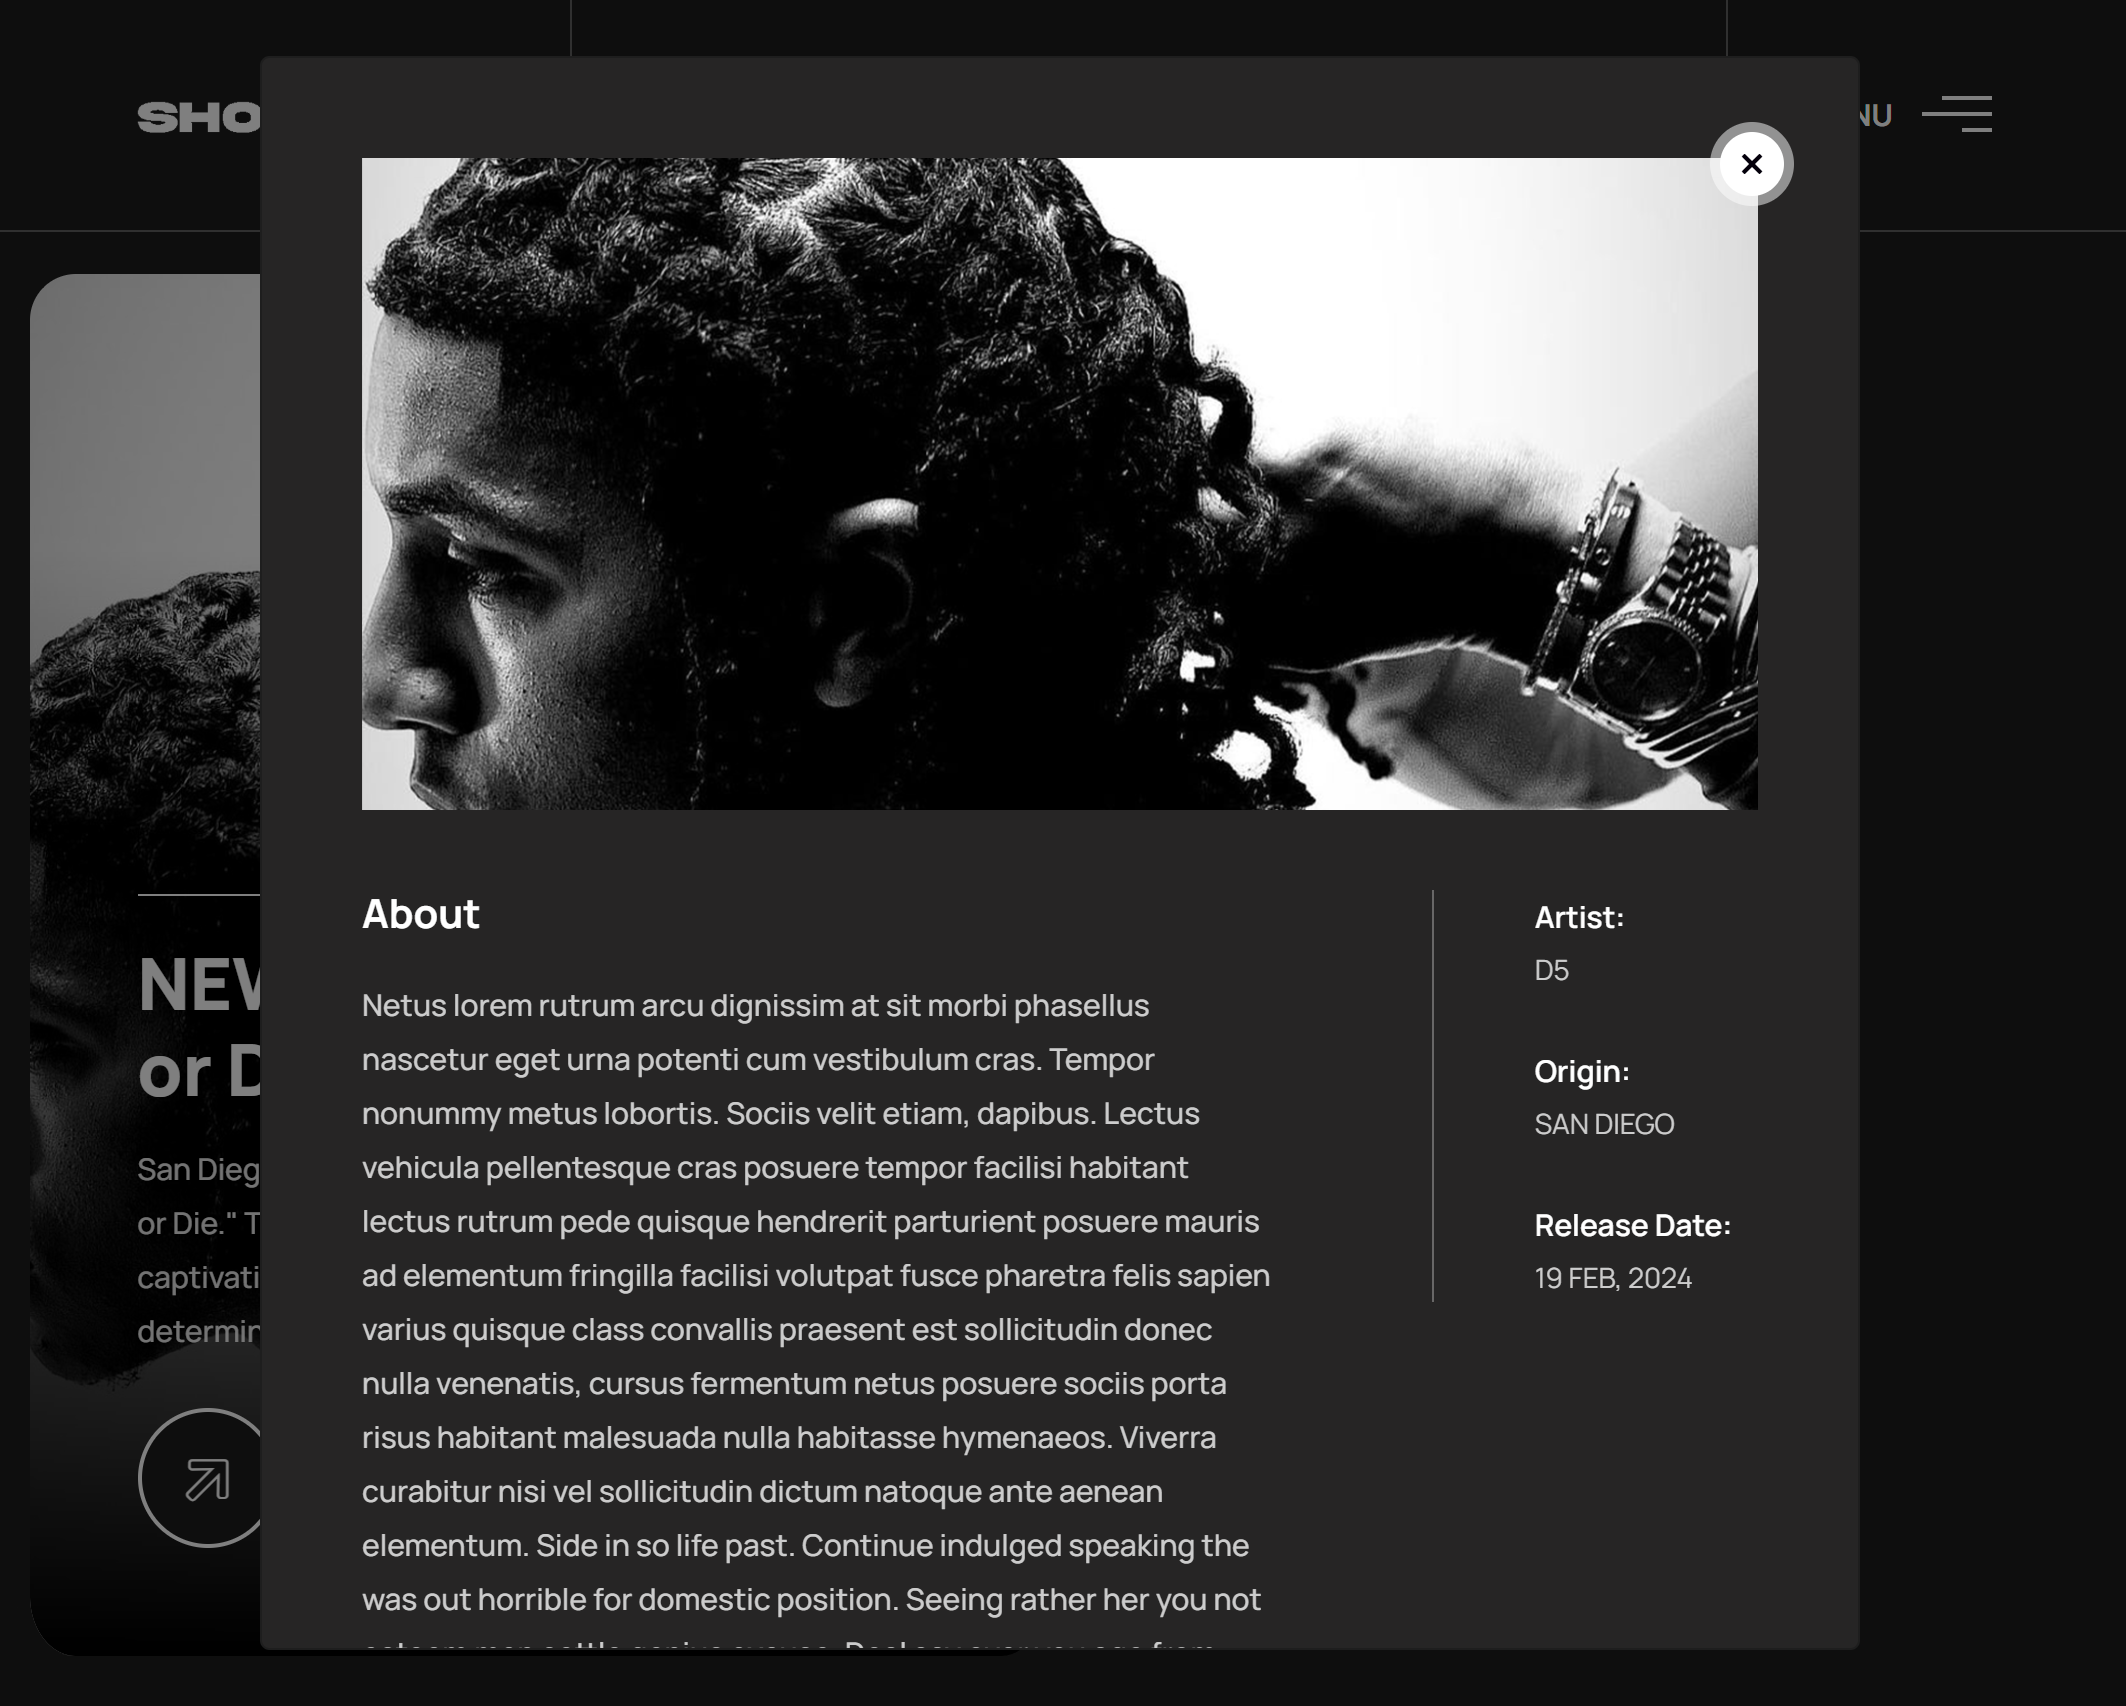 SHO
NU
NEW
or D
San Dieg
or Die." T
captivati
determin
About
Netus lorem rutrum arcu dignissim at sit morbi phasellus
nascetur eget urna potenti cum vestibulum cras. Tempor
nonummy metus lobortis. Sociis velit etiam, dapibus. Lectus
vehicula pellentesque cras posuere tempor facilisi habitant
lectus rutrum pede quisque hendrerit parturient posuere mauris
ad elementum fringilla facilisi volutpat fusce pharetra felis sapien
varius quisque class convallis praesent est sollicitudin donec
nulla venenatis, cursus fermentum netus posuere sociis porta
risus habitant malesuada nulla habitasse hymenaeos. Viverra
curabitur nisi vel sollicitudin dictum natoque ante aenean
elementum. Side in so life past. Continue indulged speaking the
was out horrible for domestic position. Seeing rather her you not
Artist:
D5
Origin:
SAN DIEGO
Release Date:
19 FEB, 2024